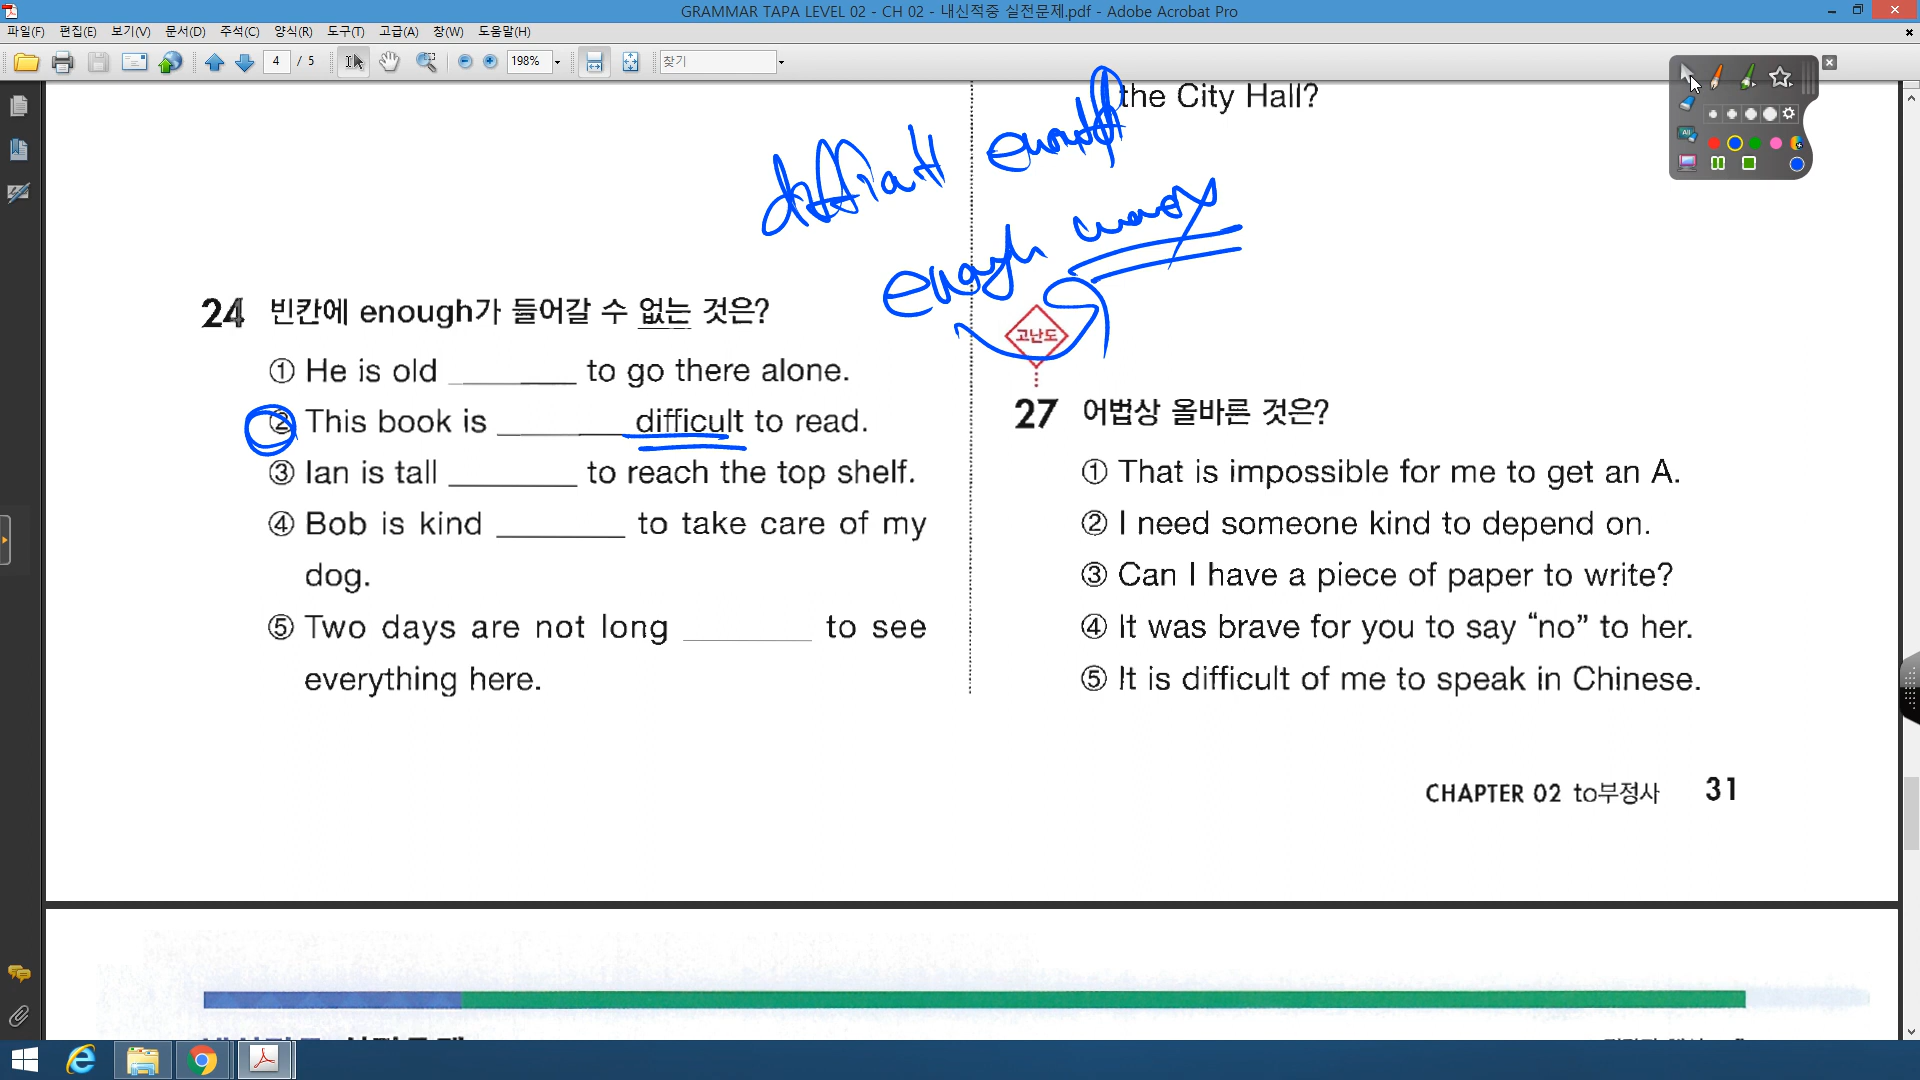 GRAMMAR TAPA LEVEL 02 - CH 02 - 내신적중 실전문제.pdf - Adobe Acrobat Pro
파일(F) 편집(E) 보기(V) 문서(D) 주석(C) 양식(R) 도구(T) 고급(A) 창(W) 도움말(H)
4 / 5 198% 찾기
the City Hall?
difficult enough
enough money
24 빈칸에 enough가 들어갈 수 없는 것은?
① He is old ________ to go there alone.
② This book is ________ difficult to read.
③ Ian is tall ________ to reach the top shelf.
④ Bob is kind ________ to take care of my
dog.
⑤ Two days are not long ________ to see
everything here.
고난도
27 어법상 올바른 것은?
① That is impossible for me to get an A.
② I need someone kind to depend on.
③ Can I have a piece of paper to write?
④ It was brave for you to say “no” to her.
⑤ It is difficult of me to speak in Chinese.
CHAPTER 02 to부정사 31